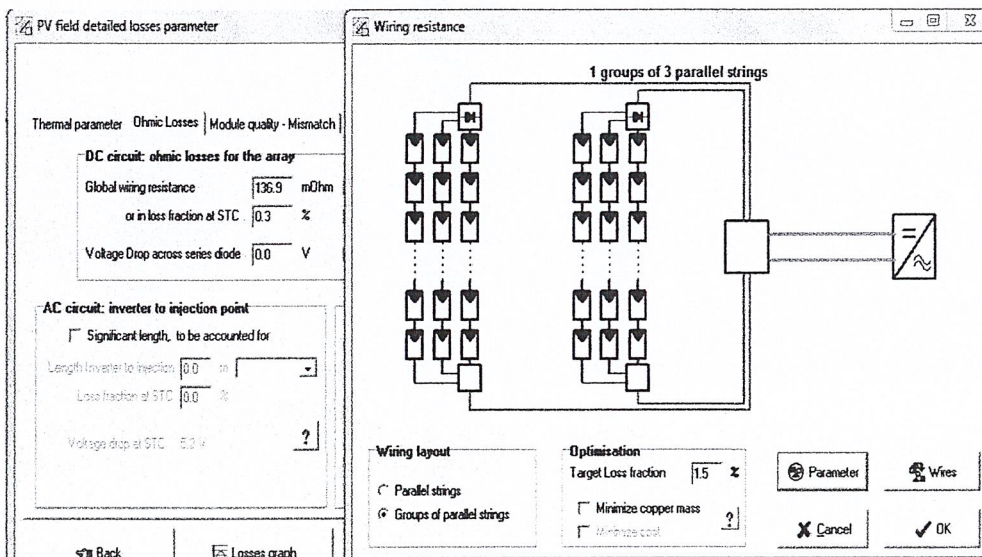 PV field detailed losses parameter
Thermal parameter Ohmic Losses Module quality - Mismatch
DC circuit: ohmic losses for the array
Global wiring resistance 136.9 mOhm
or in loss fraction at STC 0.3 %
Voltage Drop across series diode 0.0 V
AC circuit: inverter to injection point
Significant length, to be accounted for
Length Inverter to injection 0.0 m
Loss fraction at STC 0.0 %
Voltage drop at STC 6.2 V
?
Back Losses graph
Wiring resistance
1 groups of 3 parallel strings
Wiring layout
Parallel strings
Groups of parallel strings
Optimisation
Target Loss fraction 1.5 %
Minimize copper mass
Minimize cost
?
Parameter Wires
Cancel OK